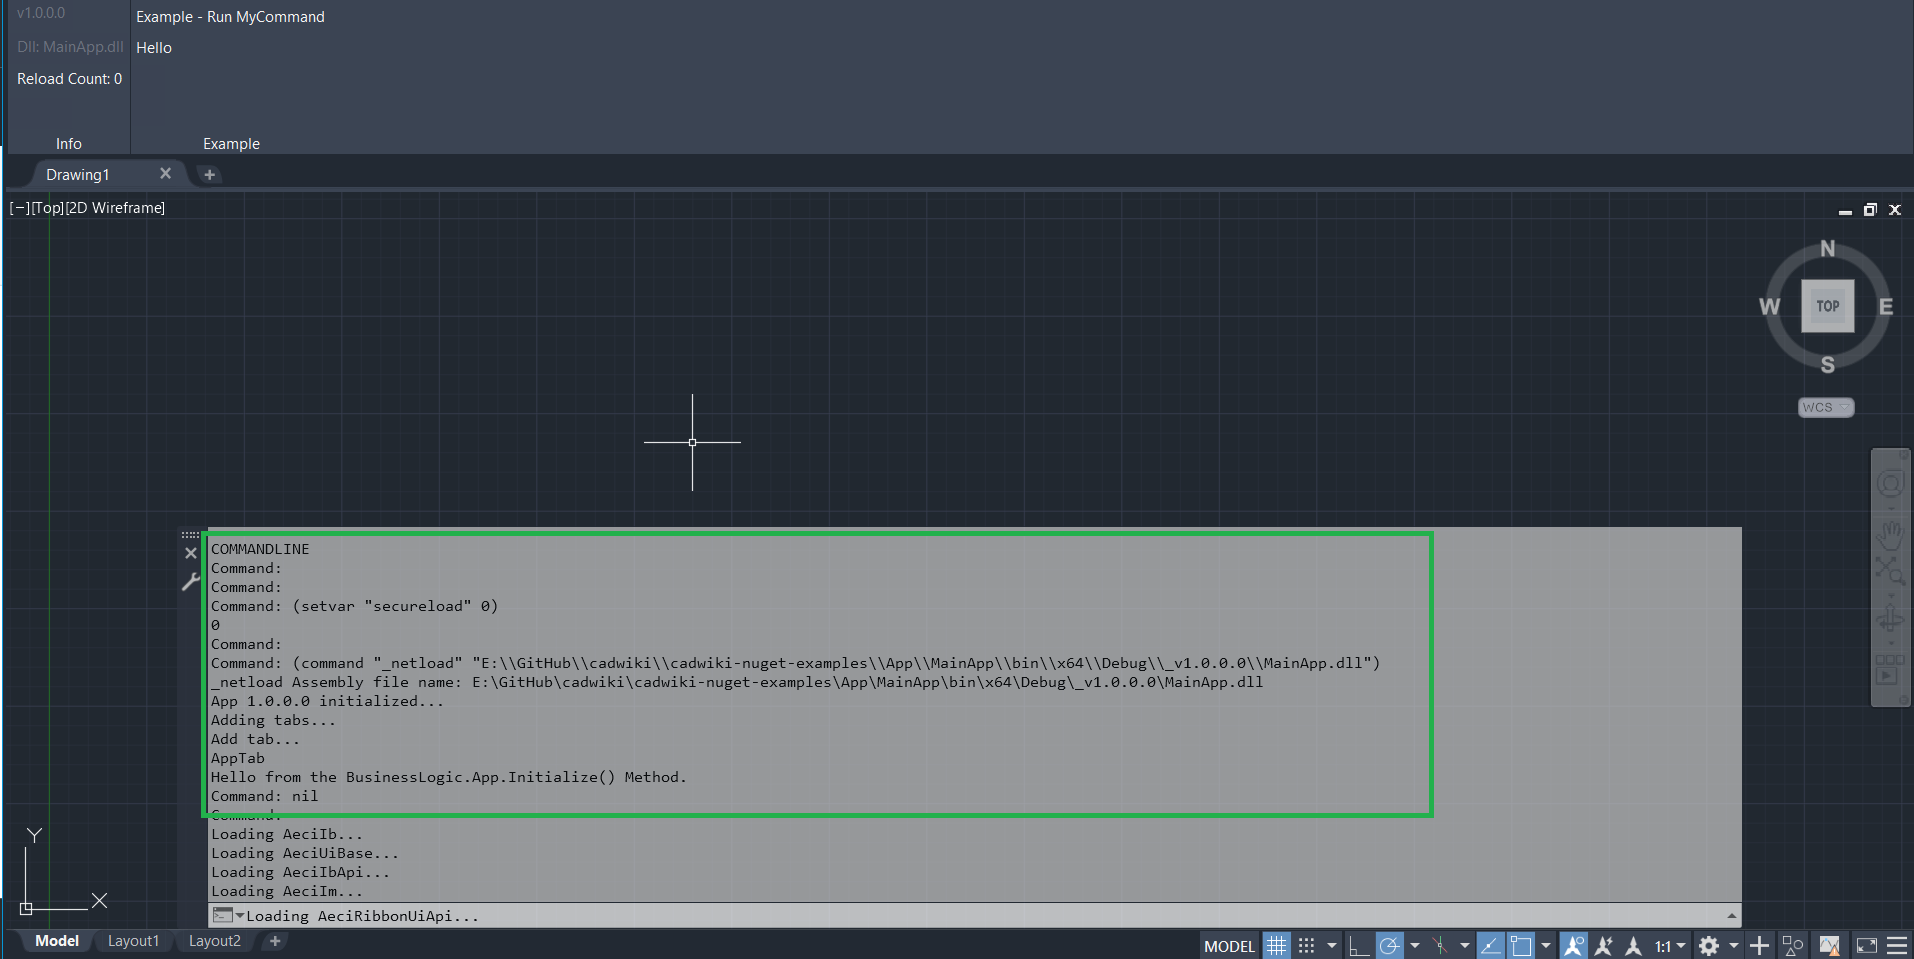 v1.0.0.0
Example - Run MyCommand
Dll: MainApp.dll
Hello
Reload Count: 0
Info
Example
Drawing1
[−][Top][2D Wireframe]
N
W
TOP
E
S
WCS
COMMANDLINE
Command:
Command:
Command: (setvar "secureload" 0)
0
Command:
Command: (command "_netload" "E:\\GitHub\\cadwiki\\cadwiki-nuget-examples\\App\\MainApp\\bin\\x64\\Debug\\_v1.0.0.0\\MainApp.dll")
_netload Assembly file name: E:\GitHub\cadwiki\cadwiki-nuget-examples\App\MainApp\bin\x64\Debug\_v1.0.0.0\MainApp.dll
App 1.0.0.0 initialized...
Adding tabs...
Add tab...
AppTab
Hello from the BusinessLogic.App.Initialize() Method.
Command: nil
Command:
Loading AeciIb...
Loading AeciUiBase...
Loading AeciIbApi...
Loading AeciIm...
Loading AeciRibbonUiApi...
Y
X
Model
Layout1
Layout2
MODEL
1:1